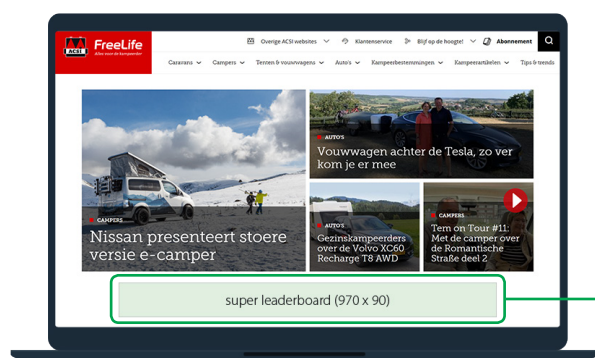 ACSI
FreeLife
Alles voor de kampeerder
Overige ACSI websites
Klantenservice
Blijf op de hoogte!
Abonnement
Caravans
Campers
Tenten & vouwwagens
Auto's
Kampeerbestemmingen
Kampeerartikelen
Tips & trends
CAMPERS
Nissan presenteert stoere
versie e-camper
AUTO'S
Vouwwagen achter de Tesla, zo ver
kom je er mee
AUTO'S
Gezinskampeerders
over de Volvo XC60
Recharge T8 AWD
CAMPERS
Tem on Tour #11:
Met de camper over
de Romantische
Straße deel 2
super leaderboard (970 x 90)